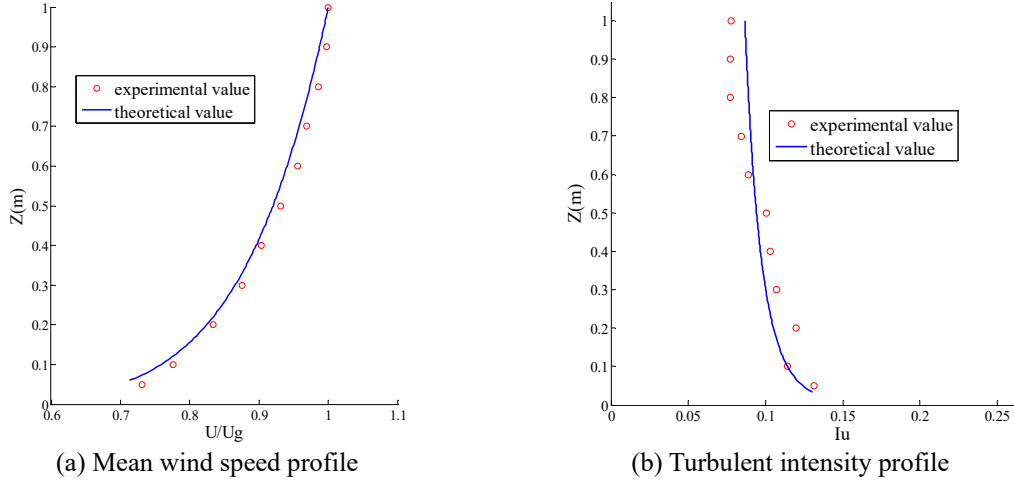 1
0.9
0.8
0.7
0.6
0.5
0.4
0.3
0.2
0.1
0
Z(m)
experimental value
theoretical value
0.6 0.7 0.8 0.9 1 1.1
U/Ug
(a) Mean wind speed profile
1
0.9
0.8
0.7
0.6
0.5
0.4
0.3
0.2
0.1
0
Z(m)
experimental value
theoretical value
0 0.05 0.1 0.15 0.2 0.25
Iu
(b) Turbulent intensity profile